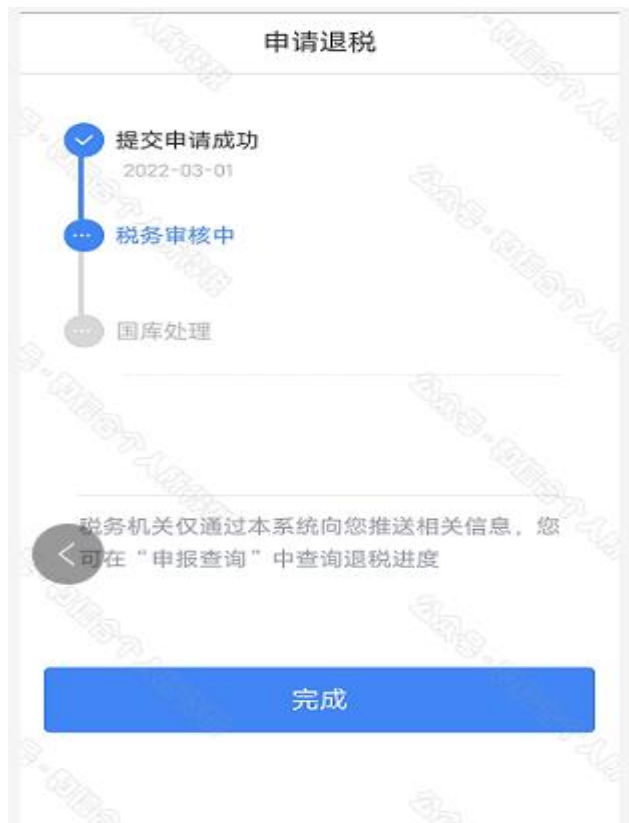 申请退税
提交申请成功
2022-03-01
税务审核中
国库处理
税务机关仅通过本系统向您推送相关信息，您
可在“申报查询”中查询退税进度
完成